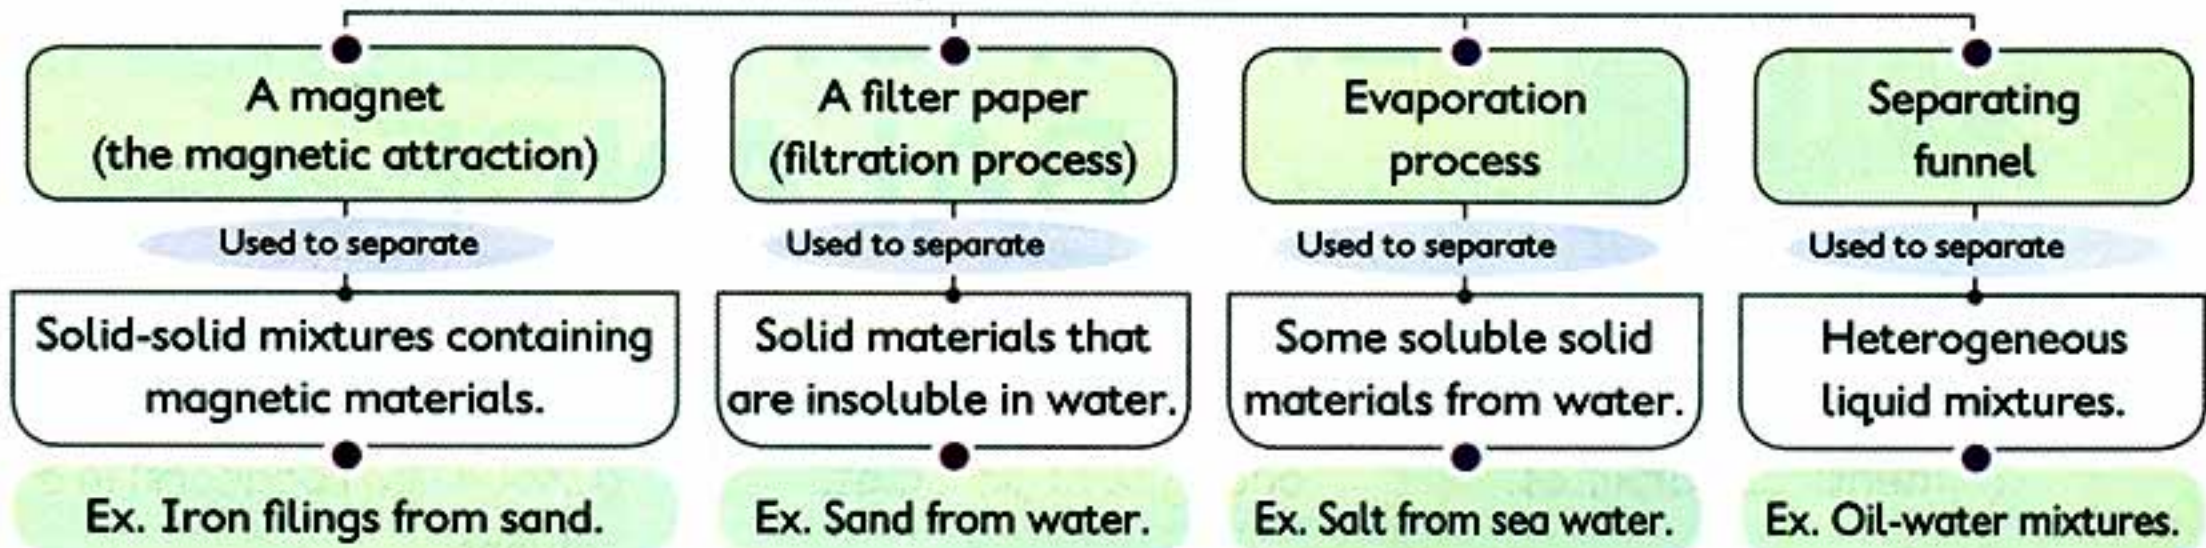 A magnet
(the magnetic attraction)
Used to separate
Solid-solid mixtures containing
magnetic materials.
Ex. Iron filings from sand.
A filter paper
(filtration process)
Used to separate
Solid materials that
are insoluble in water.
Ex. Sand from water.
Evaporation
process
Used to separate
Some soluble solid
materials from water.
Ex. Salt from sea water.
Separating
funnel
Used to separate
Heterogeneous
liquid mixtures.
Ex. Oil-water mixtures.